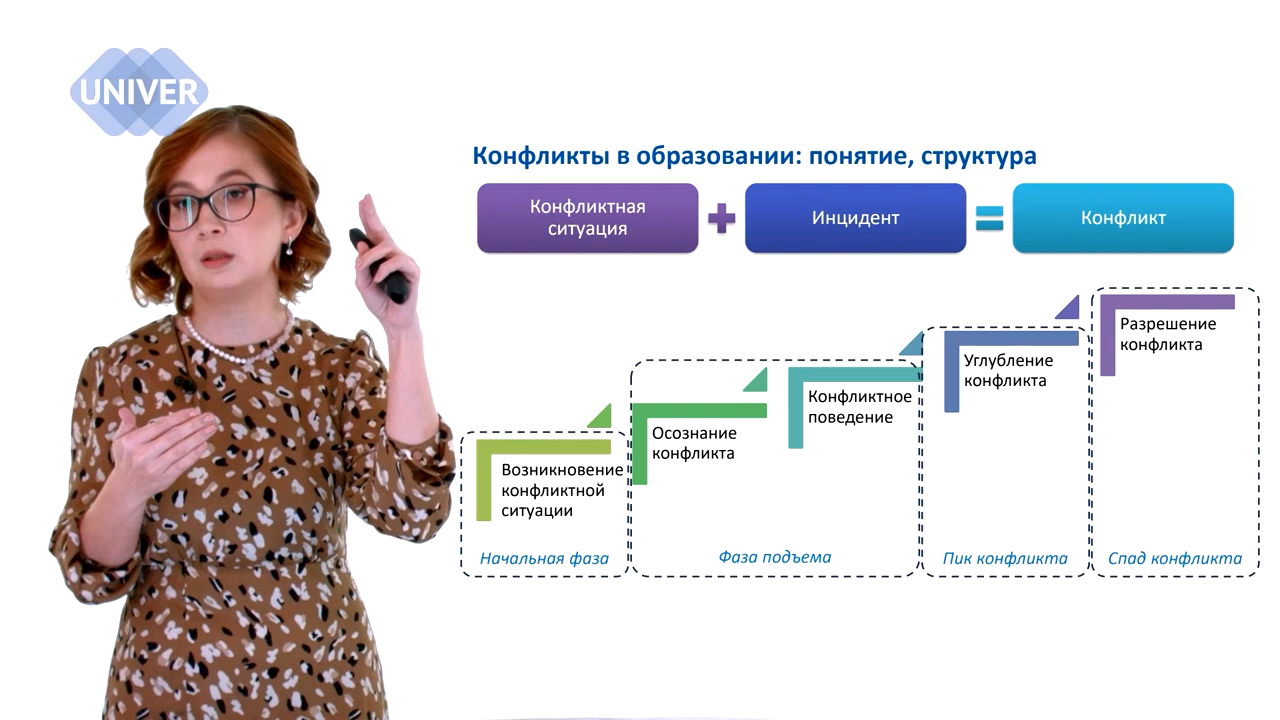 UNIVER
Конфликты в образовании: понятие, структура
Конфликтная
ситуация
Инцидент
Конфликт
Возникновение
конфликтной
ситуации
Осознание
конфликта
Конфликтное
поведение
Углубление
конфликта
Разрешение
конфликта
Начальная фаза
Фаза подъема
Пик конфликта
Спад конфликта